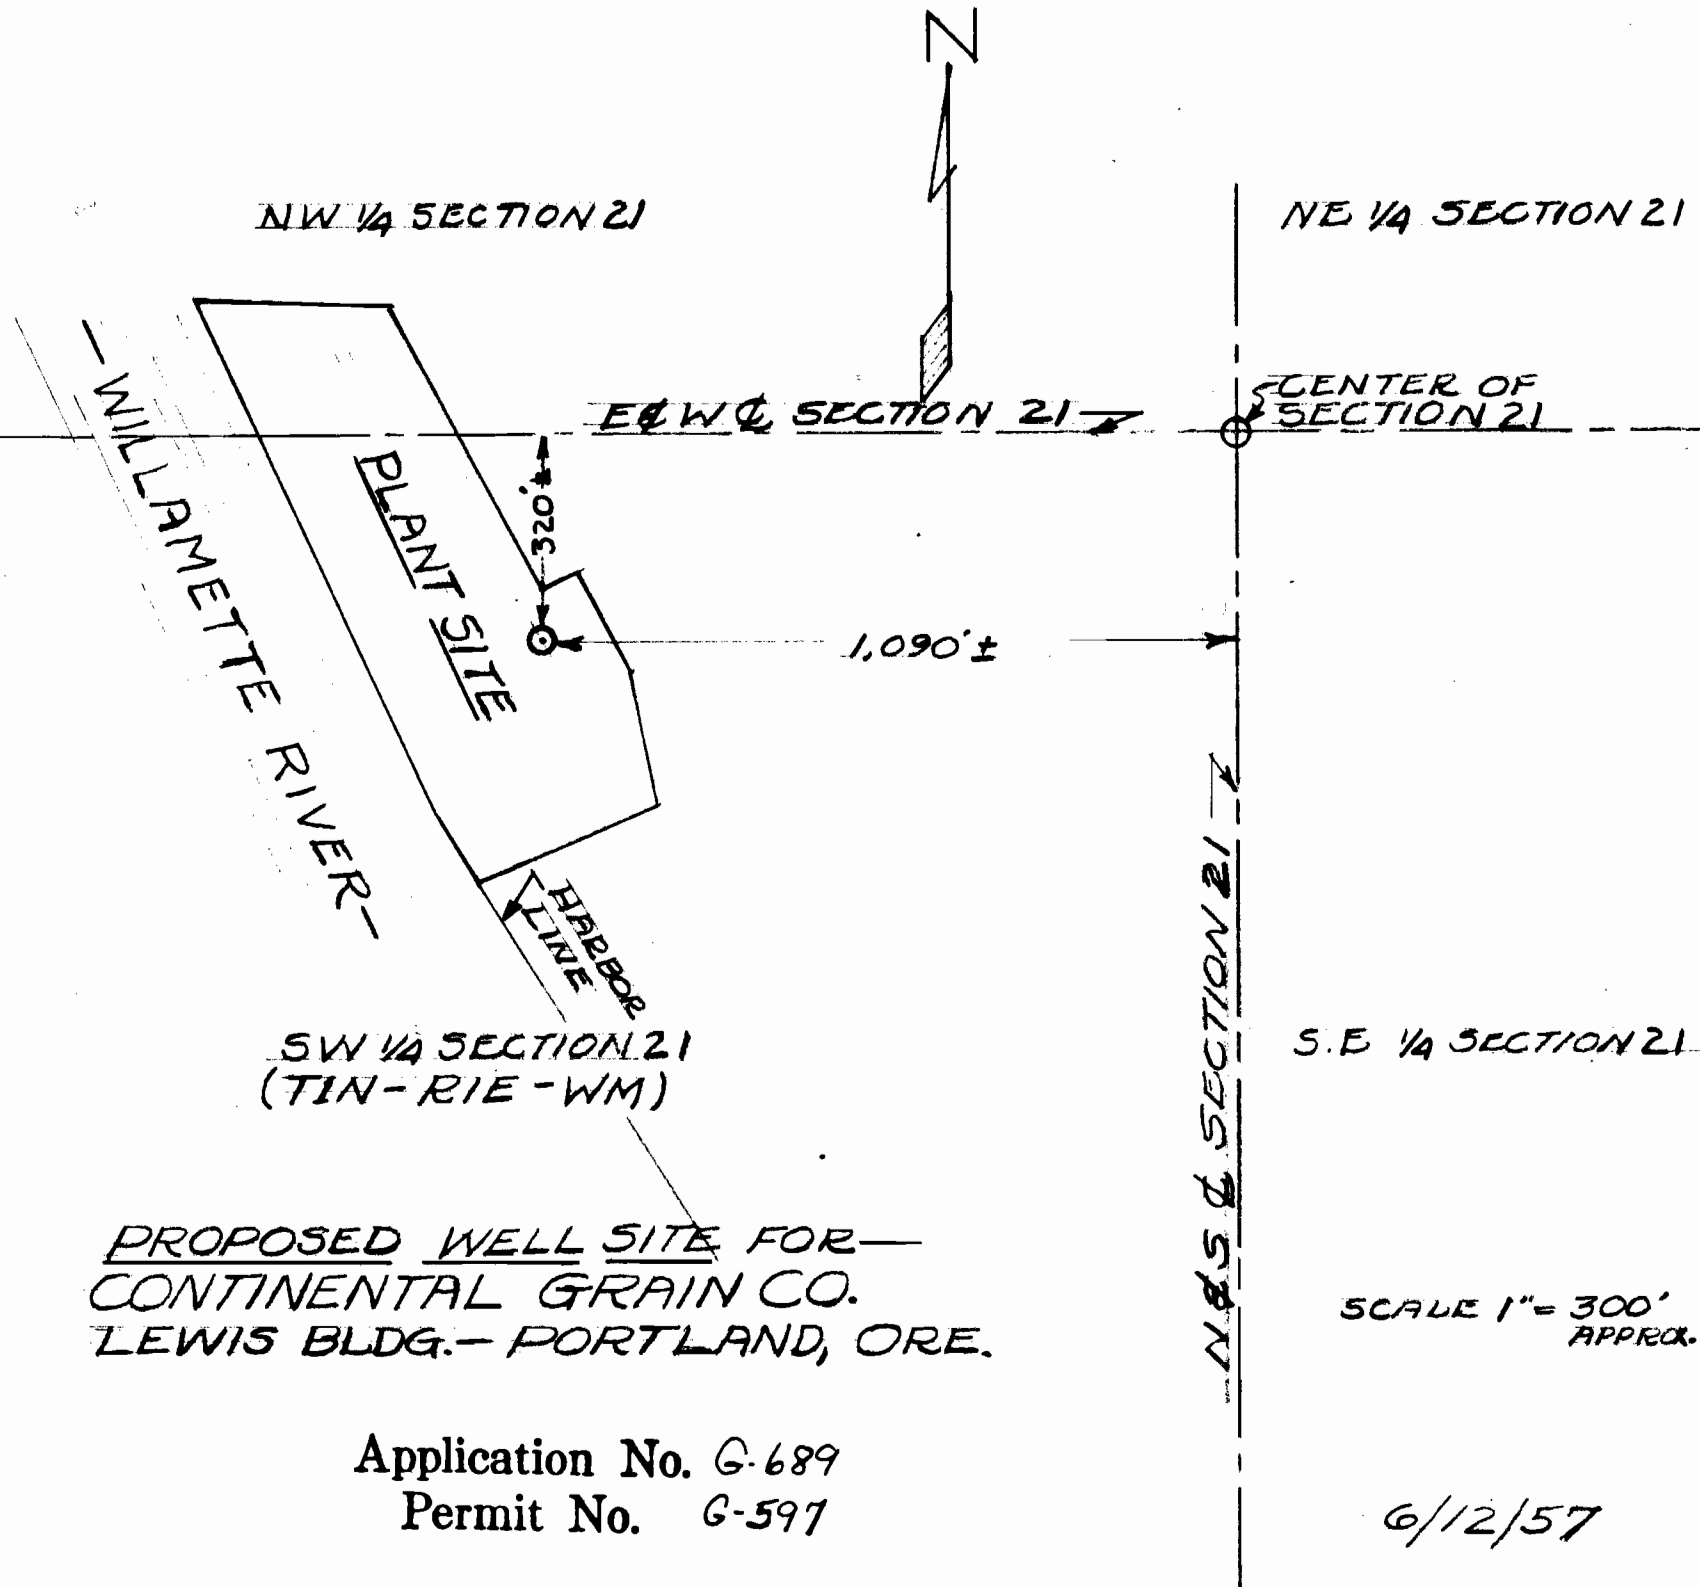 N
NW 1/4 SECTION 21
NE 1/4 SECTION 21
CENTER OF
SECTION 21
E & W ℄ SECTION 21
- WILLAMETTE RIVER -
PLANT SITE
320'±
1,090'±
HARBOR
LINE
N & S ℄ SECTION 21
SW 1/4 SECTION 21
(T1N - R1E - WM)
S.E 1/4 SECTION 21
PROPOSED WELL SITE FOR—
CONTINENTAL GRAIN CO.
LEWIS BLDG. — PORTLAND, ORE.
SCALE 1" = 300'
APPROX.
Application No. G-689
Permit No. G-597
6/12/57